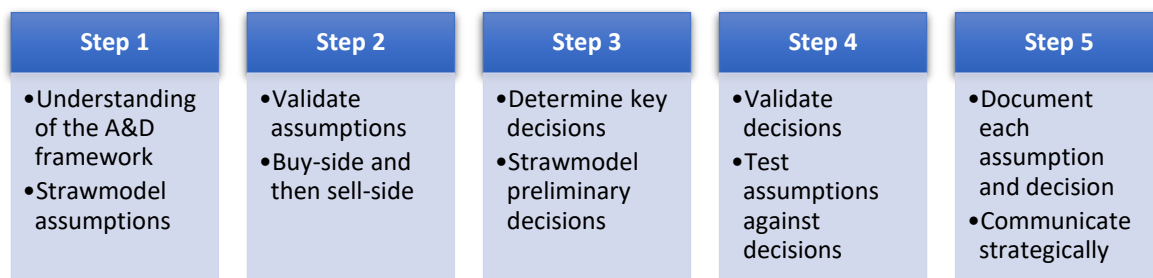 Step 1
•Understanding
of the A&D
framework
•Strawmodel
assumptions
Step 2
•Validate
assumptions
•Buy-side and
then sell-side
Step 3
•Determine key
decisions
•Strawmodel
preliminary
decisions
Step 4
•Validate
decisions
•Test
assumptions
against
decisions
Step 5
•Document
each
assumption
and decision
•Communicate
strategically